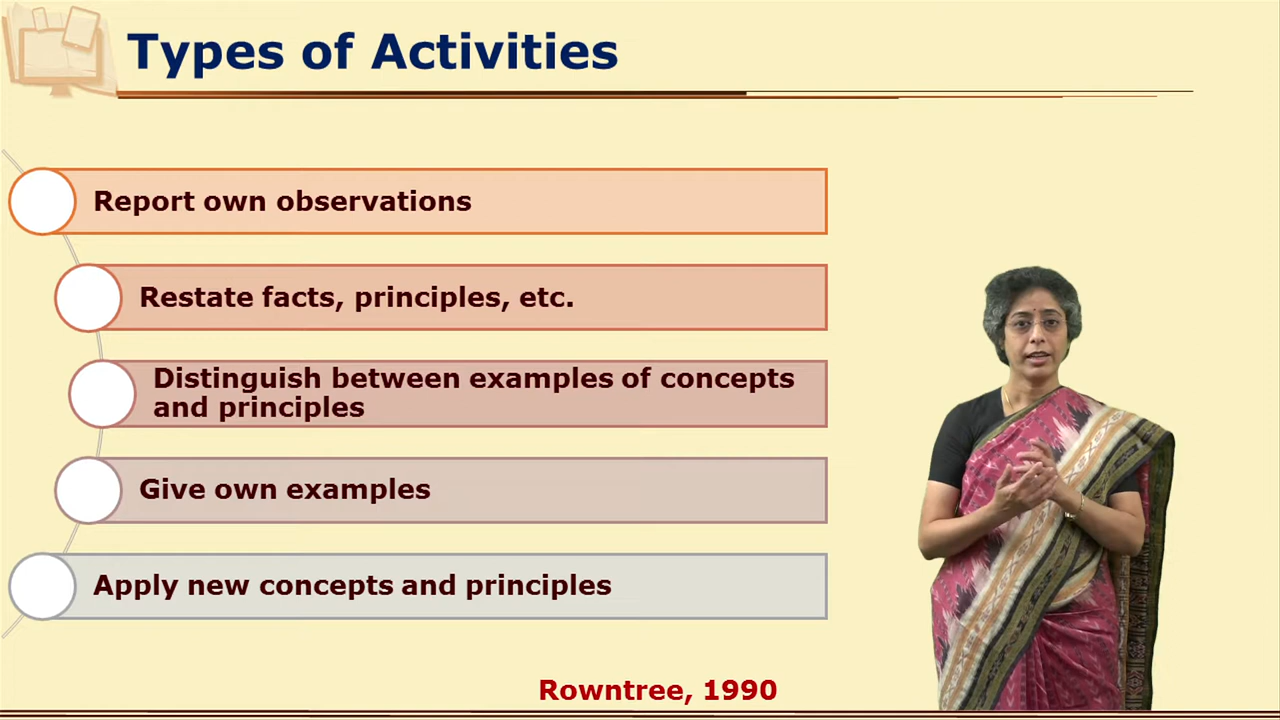 Types of Activities
Report own observations
Restate facts, principles, etc.
Distinguish between examples of concepts
and principles
Give own examples
Apply new concepts and principles
Rowntree, 1990